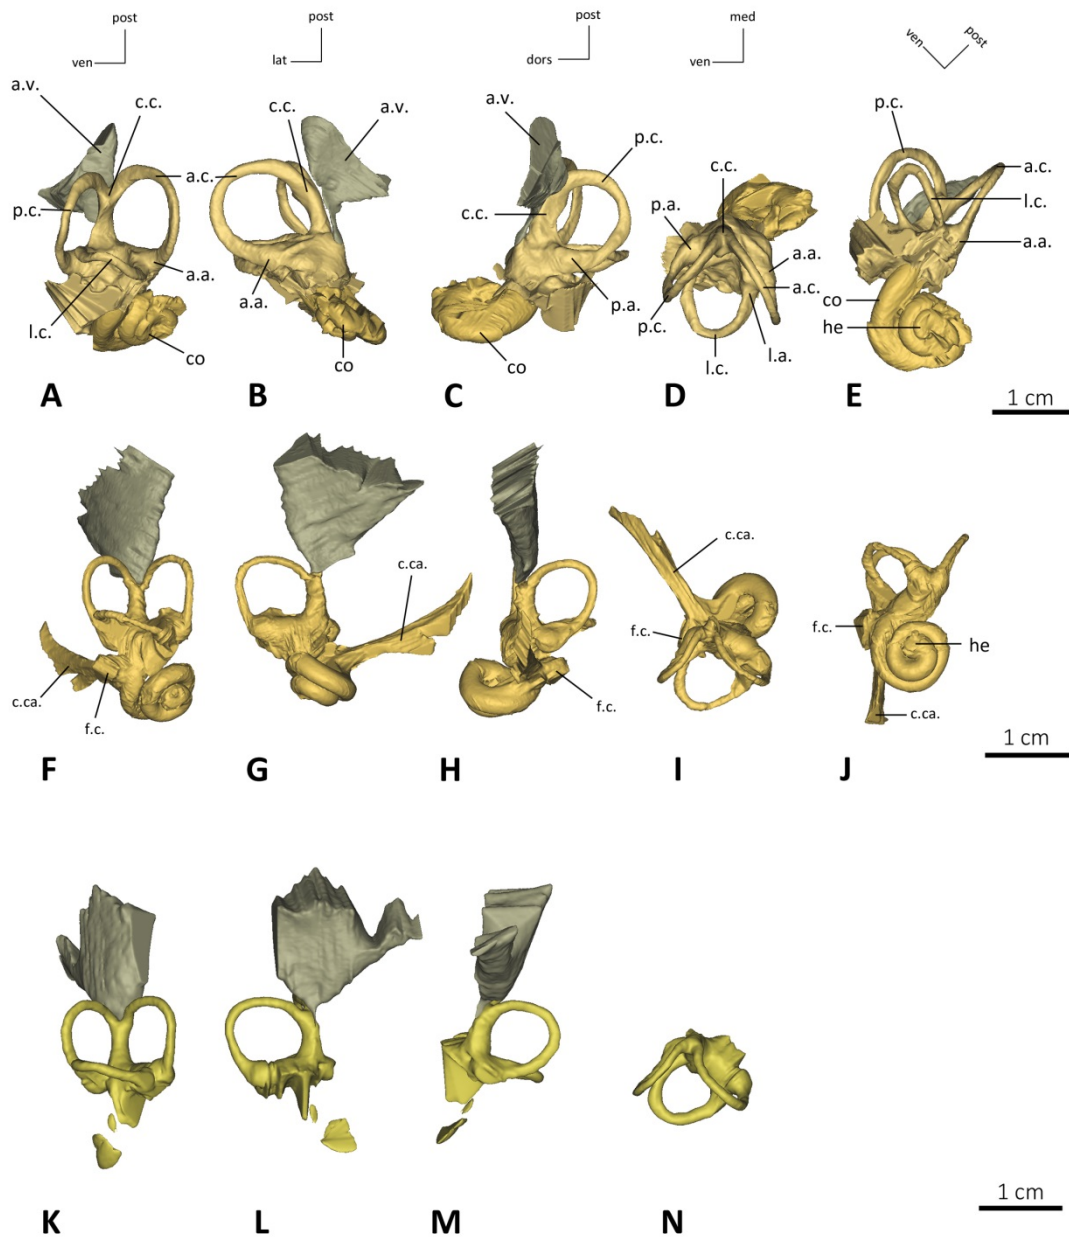 post
ven
post
lat
post
dors
med
ven
ven
post
a.v.
c.c.
p.c.
a.c.
a.a.
l.c.
co
A
c.c.
a.v.
a.a.
co
B
a.v.
p.c.
c.c.
p.a.
co
C
c.c.
p.a.
a.a.
a.c.
p.c.
l.a.
l.c.
D
p.c.
a.c.
l.c.
a.a.
co
he
E
1 cm
c.ca.
f.c.
F
c.ca.
G
f.c.
H
c.ca.
f.c.
I
f.c.
he
c.ca.
J
1 cm
K
L
M
N
1 cm